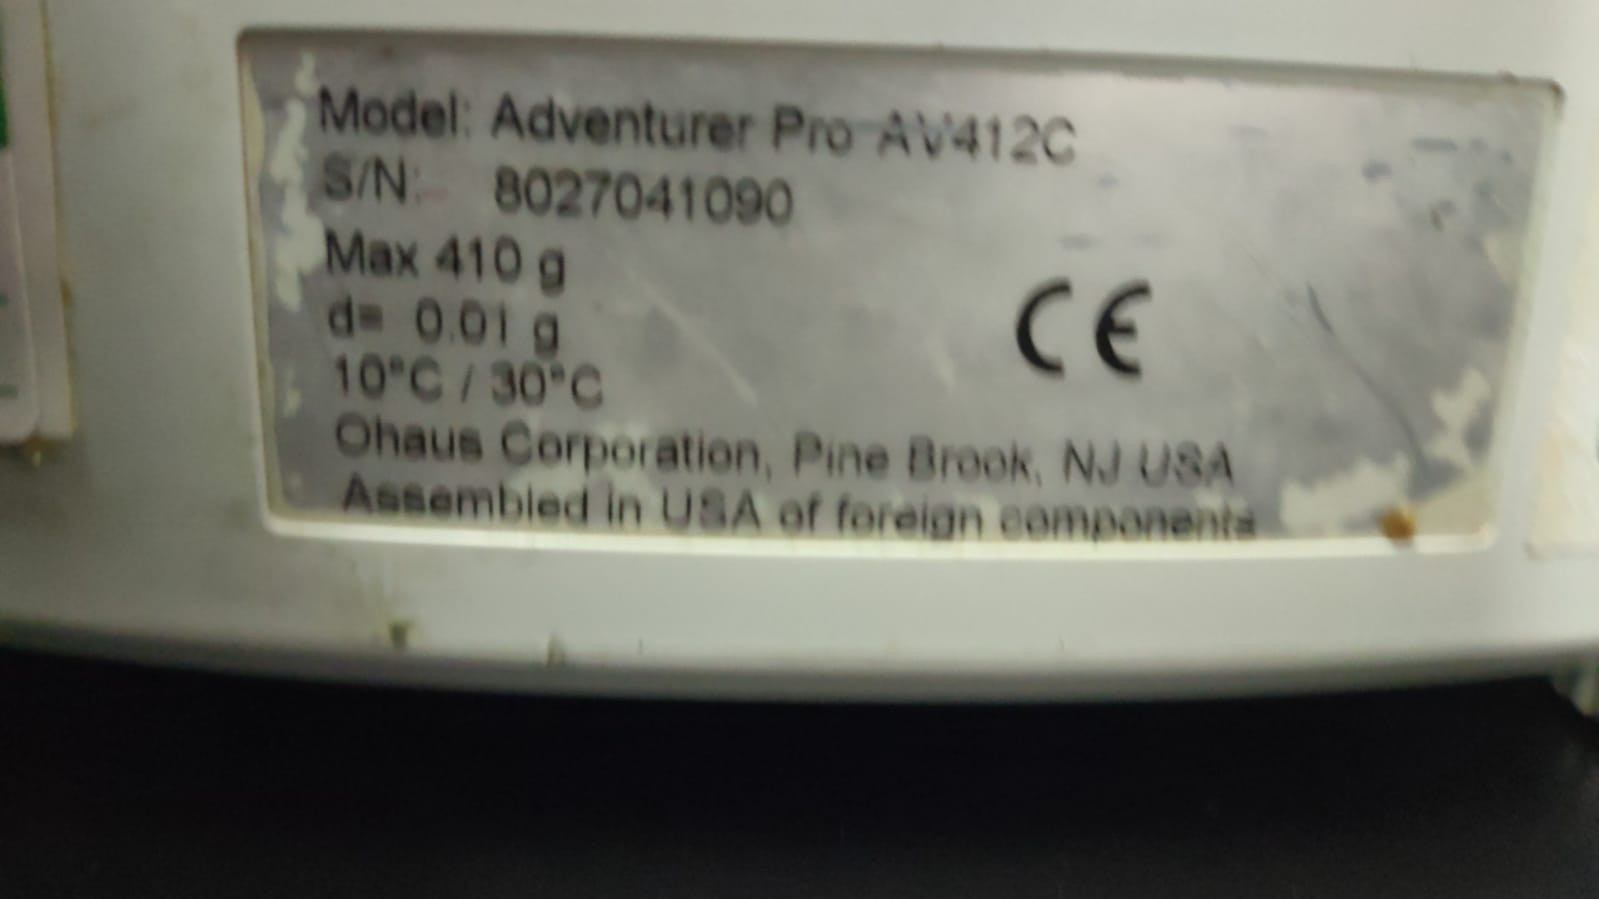 Model: Adventurer Pro AV412C
S/N: 8027041090
Max 410 g
d= 0.01 g
10°C / 30°C
CE
Ohaus Corporation, Pine Brook, NJ USA
Assembled in USA of foreign components